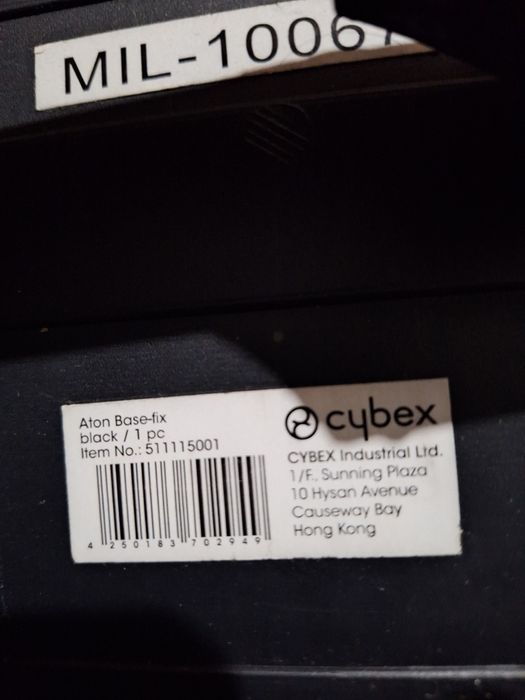 MIL-1006
Aton Base-fix
black / 1 pc
Item No.: 511115001
4 250183 702949
cybex
CYBEX Industrial Ltd.
1/F., Sunning Plaza
10 Hysan Avenue
Causeway Bay
Hong Kong